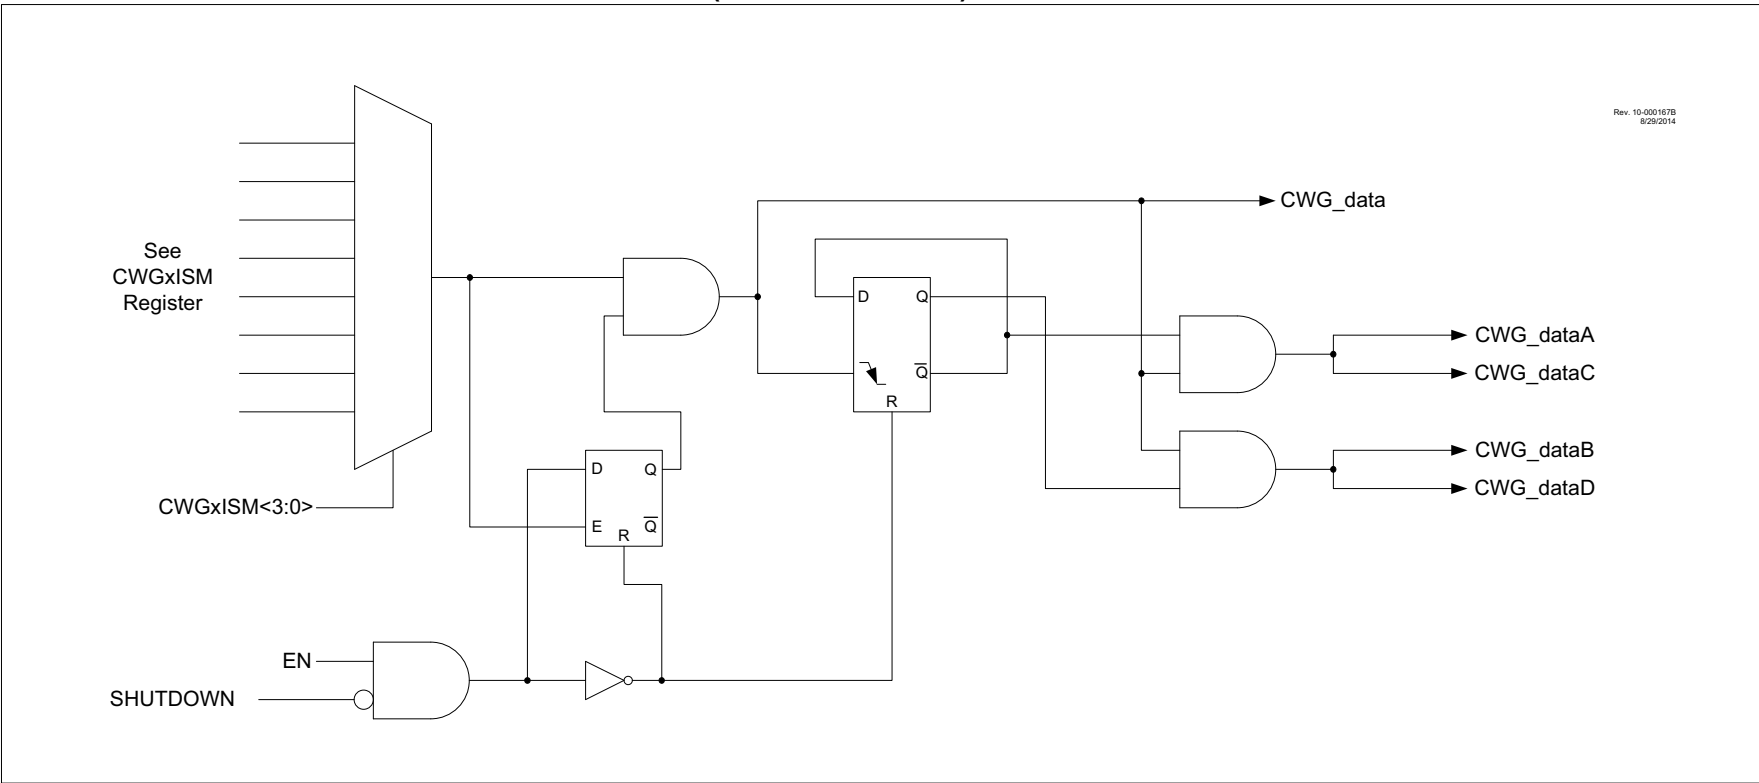 Rev. 10-000167B
8/29/2014
CWG_data
See
CWGxISM
Register
D
Q
Q̅
R
CWG_dataA
CWG_dataC
D
Q
E
Q̅
R
CWG_dataB
CWG_dataD
CWGxISM<3:0>
EN
SHUTDOWN